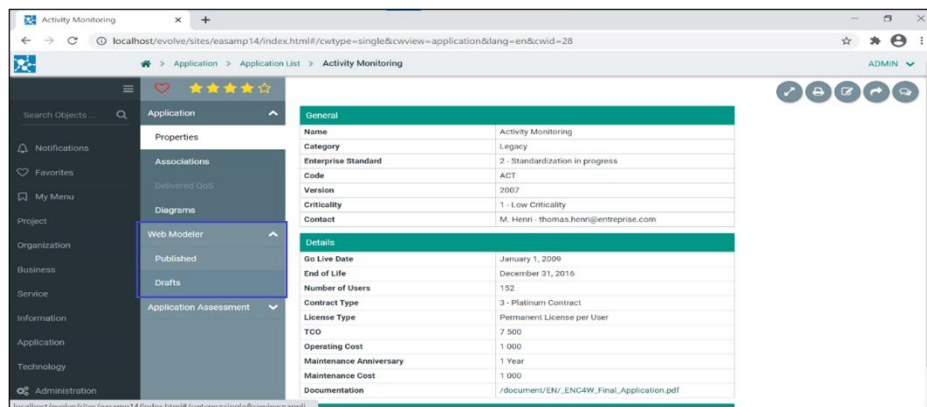 Activity Monitoring
localhost/evolve/sites/easamp14/index.html#/cwtype=single&cwview=application&lang=en&cwid=28
> Application > Application List > Activity Monitoring
ADMIN
Search Objects ...
Notifications
Favorites
My Menu
Project
Organization
Business
Service
Information
Application
Technology
Administration
Application
Properties
Associations
Delivered QoS
Diagrams
Web Modeler
Published
Drafts
Application Assessment
General
Name Activity Monitoring
Category Legacy
Enterprise Standard 2 - Standardization in progress
Code ACT
Version 2007
Criticality 1 - Low Criticality
Contact M. Henri - thomas.henri@entreprise.com
Details
Go Live Date January 1, 2009
End of Life December 31, 2016
Number of Users 152
Contract Type 3 - Platinum Contract
License Type Permanent License per User
TCO 7 500
Operating Cost 1 000
Maintenance Anniversary 1 Year
Maintenance Cost 1 000
Documentation /document/EN/_ENC4W_Final_Application.pdf